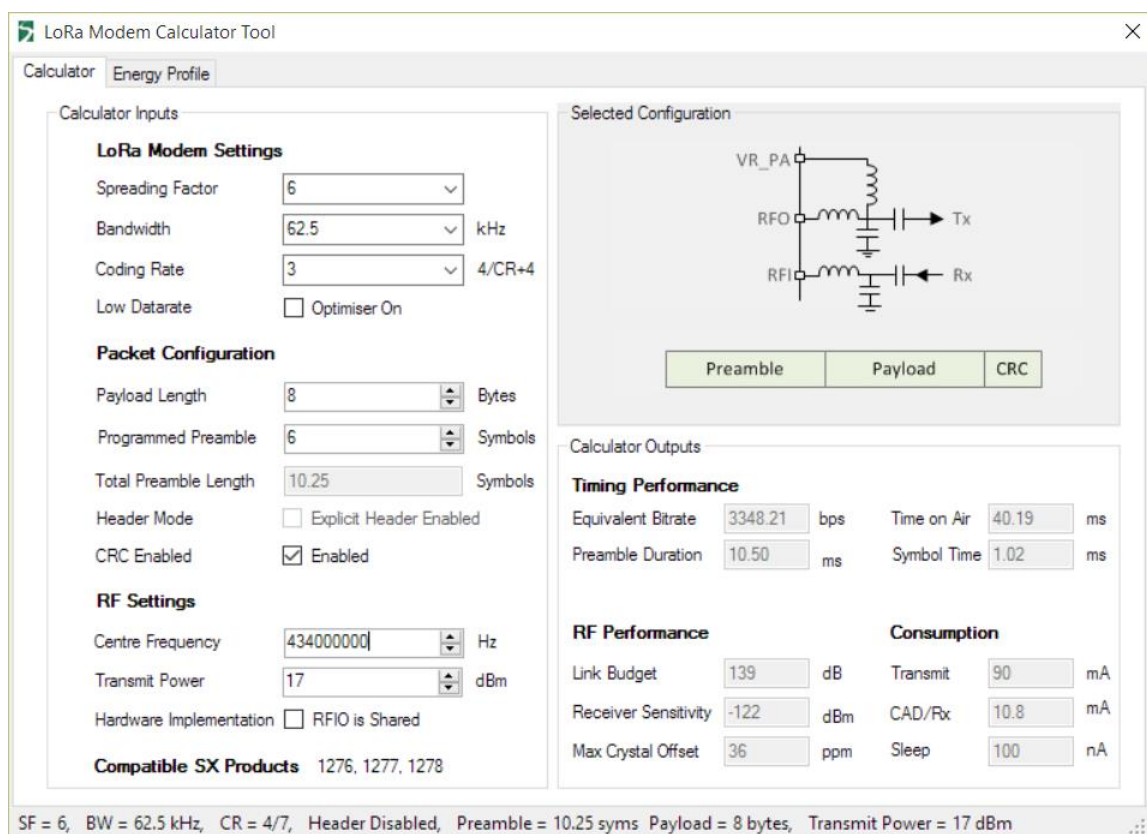 LoRa Modem Calculator Tool
Calculator Energy Profile
Calculator Inputs
LoRa Modem Settings
Spreading Factor 6
Bandwidth 62.5 kHz
Coding Rate 3 4/CR+4
Low Datarate Optimiser On
Packet Configuration
Payload Length 8 Bytes
Programmed Preamble 6 Symbols
Total Preamble Length 10.25 Symbols
Header Mode Explicit Header Enabled
CRC Enabled Enabled
RF Settings
Centre Frequency 434000000 Hz
Transmit Power 17 dBm
Hardware Implementation RFIO is Shared
Compatible SX Products 1276, 1277, 1278
Selected Configuration
VR_PA
RFO Tx
RFI Rx
Preamble Payload CRC
Calculator Outputs
Timing Performance
Equivalent Bitrate 3348.21 bps Time on Air 40.19 ms
Preamble Duration 10.50 ms Symbol Time 1.02 ms
RF Performance Consumption
Link Budget 139 dB Transmit 90 mA
Receiver Sensitivity -122 dBm CAD/Rx 10.8 mA
Max Crystal Offset 36 ppm Sleep 100 nA
SF = 6, BW = 62.5 kHz, CR = 4/7, Header Disabled, Preamble = 10.25 syms Payload = 8 bytes, Transmit Power = 17 dBm